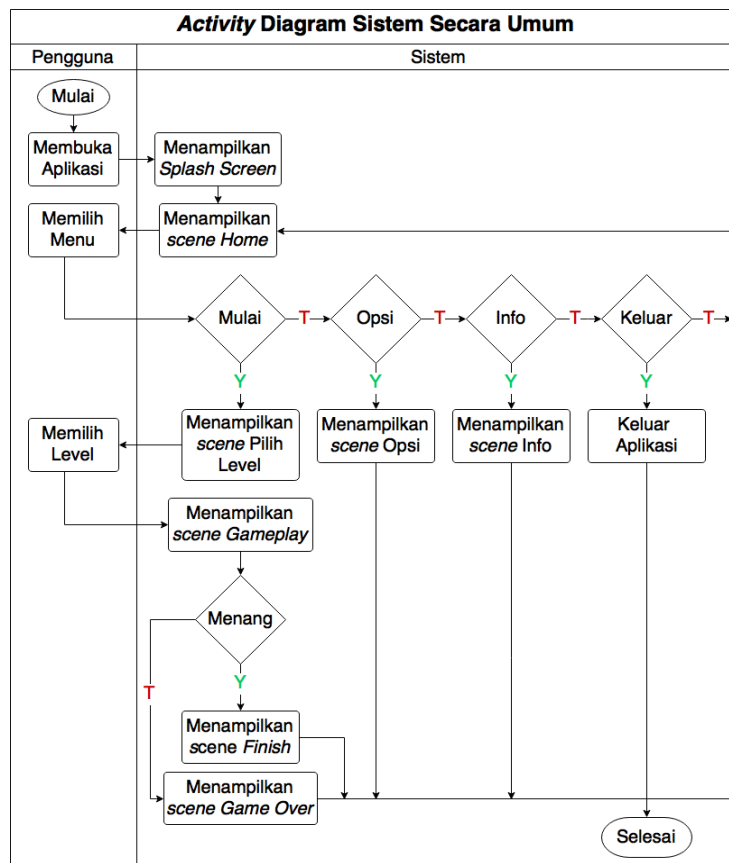 Activity Diagram Sistem Secara Umum
Pengguna
Sistem
Mulai
Membuka
Aplikasi
Menampilkan
Splash Screen
Memilih
Menu
Menampilkan
scene Home
Mulai
T
Opsi
T
Info
T
Keluar
T
Y
Y
Y
Y
Memilih
Level
Menampilkan
scene Pilih
Level
Menampilkan
scene Opsi
Menampilkan
scene Info
Keluar
Aplikasi
Menampilkan
scene Gameplay
Menang
T
Y
Menampilkan
scene Finish
Menampilkan
scene Game Over
Selesai